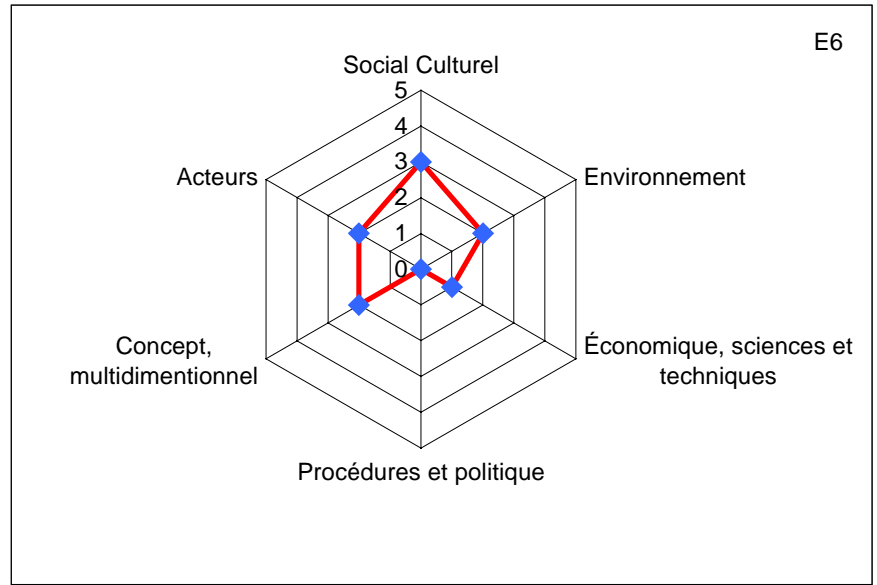 E6
Social Culturel
5
4
3
2
1
0
Acteurs
Environnement
Concept,
multidimentionnel
Économique, sciences et
techniques
Procédures et politique